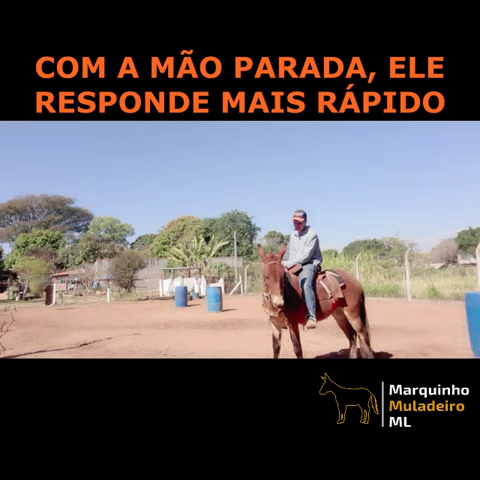 COM A MÃO PARADA, ELE
RESPONDE MAIS RÁPIDO
Marquinho
Muladeiro
ML